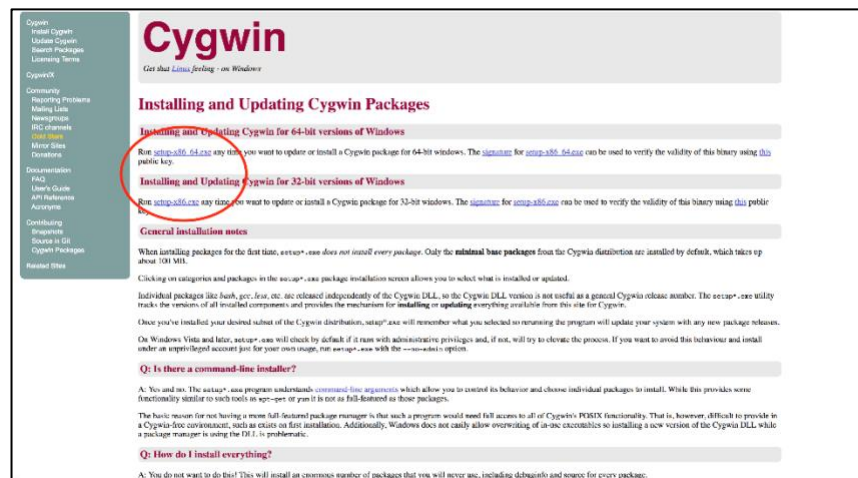 Cygwin
Install Cygwin
Update Cygwin
Search Packages
Licensing Terms
Cygwin/X
Community
Reporting Problems
Mailing Lists
Newsgroups
IRC channels
Gold Stars
Mirror Sites
Donations
Documentation
FAQ
User's Guide
API Reference
Acronyms
Contributing
Snapshots
Source in Git
Cygwin Packages
Related Sites
Cygwin
Get that Linux feeling - on Windows
Installing and Updating Cygwin Packages
Installing and Updating Cygwin for 64-bit versions of Windows
Run setup-x86_64.exe any time you want to update or install a Cygwin package for 64-bit windows. The signature for setup-x86_64.exe can be used to verify the validity of this binary using this
public key.
Installing and Updating Cygwin for 32-bit versions of Windows
Run setup-x86.exe any time you want to update or install a Cygwin package for 32-bit windows. The signature for setup-x86.exe can be used to verify the validity of this binary using this public
key.
General installation notes
When installing packages for the first time, setup*.exe does not install every package. Only the minimal base packages from the Cygwin distribution are installed by default, which takes up
about 100 MB.
Clicking on categories and packages in the setup*.exe package installation screen allows you to select what is installed or updated.
Individual packages like bash, gcc, less, etc. are released independently of the Cygwin DLL, so the Cygwin DLL version is not useful as a general Cygwin release number. The setup*.exe utility
tracks the versions of all installed components and provides the mechanism for installing or updating everything available from this site for Cygwin.
Once you've installed your desired subset of the Cygwin distribution, setup*.exe will remember what you selected so rerunning the program will update your system with any new package releases.
On Windows Vista and later, setup*.exe will check by default if it runs with administrative privileges and, if not, will try to elevate the process. If you want to avoid this behaviour and install
under an unprivileged account just for your own usage, run setup*.exe with the --no-admin option.
Q: Is there a command-line installer?
A: Yes and no. The setup*.exe program understands command-line arguments which allow you to control its behavior and choose individual packages to install. While this provides some
functionality similar to such tools as apt-get or yum it is not as full-featured as those packages.
The basic reason for not having a more full-featured package manager is that such a program would need full access to all of Cygwin's POSIX functionality. That is, however, difficult to provide in
a Cygwin-free environment, such as exists on first installation. Additionally, Windows does not easily allow overwriting of in-use executables so installing a new version of the Cygwin DLL while
a package manager is using the DLL is problematic.
Q: How do I install everything?
A: You do not want to do this! This will install an enormous number of packages that you will never use, including debuginfo and source for every package.